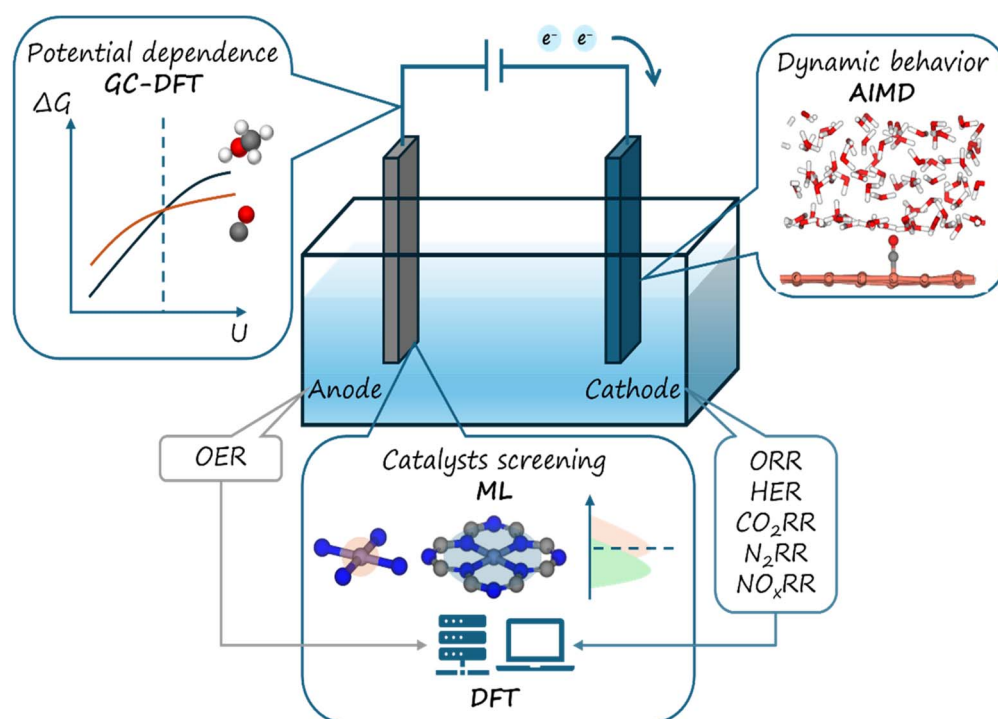 Potential dependence
GC-DFT
ΔG
U
e⁻ e⁻
Dynamic behavior
AIMD
Anode
Cathode
OER
Catalysts screening
ML
DFT
ORR
HER
CO₂RR
N₂RR
NOₓRR